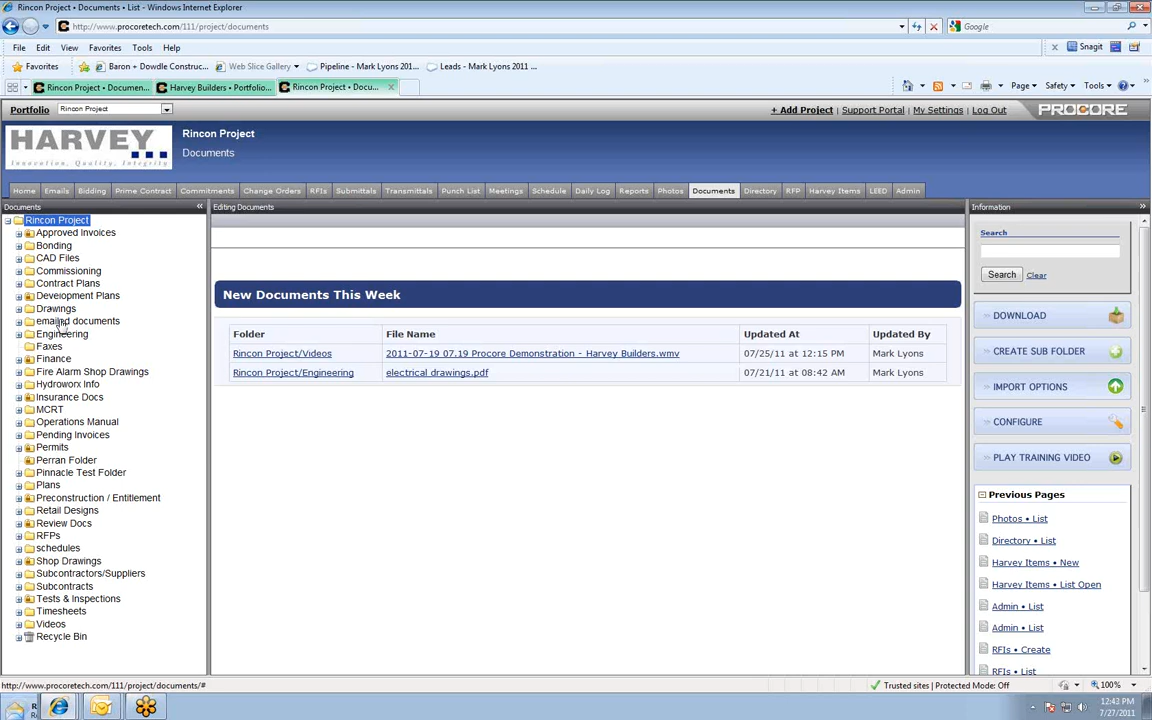 Rincon Project • Documents • List - Windows Internet Explorer
http://www.procoretech.com/111/project/documents
Google
File Edit View Favorites Tools Help
Snagit
Favorites Baron + Dowdle Construc... Web Slice Gallery Pipeline - Mark Lyons 201... Leads - Mark Lyons 2011 ...
Rincon Project • Documen... Harvey Builders • Portfolio... Rincon Project • Docu... x
Page Safety Tools
Portfolio Rincon Project + Add Project Support Portal My Settings Log Out PROCORE
HARVEY
Innovation, Quality, Integrity
Rincon Project
Documents
Home Emails Bidding Prime Contract Commitments Change Orders RFIs Submittals Transmittals Punch List Meetings Schedule Daily Log Reports Photos Documents Directory RFP Harvey Items LEED Admin
Documents « Editing Documents Information »
Rincon Project
Approved Invoices
Bonding
CAD Files
Commissioning
Contract Plans
Development Plans
Drawings
emailed documents
Engineering
Faxes
Finance
Fire Alarm Shop Drawings
Hydroworx Info
Insurance Docs
MCRT
Operations Manual
Pending Invoices
Permits
Perran Folder
Pinnacle Test Folder
Plans
Preconstruction / Entitlement
Retail Designs
Review Docs
RFPs
schedules
Shop Drawings
Subcontractors/Suppliers
Subcontracts
Tests & Inspections
Timesheets
Videos
Recycle Bin
New Documents This Week
Folder File Name Updated At Updated By
Rincon Project/Videos 2011-07-19 07.19 Procore Demonstration - Harvey Builders.wmv 07/25/11 at 12:15 PM Mark Lyons
Rincon Project/Engineering electrical drawings.pdf 07/21/11 at 08:42 AM Mark Lyons
Search
Search Clear
DOWNLOAD
CREATE SUB FOLDER
IMPORT OPTIONS
CONFIGURE
PLAY TRAINING VIDEO
Previous Pages
Photos • List
Directory • List
Harvey Items • New
Harvey Items • List Open
Admin • List
Admin • List
RFIs • Create
RFIs • List
http://www.procoretech.com/111/project/documents/# Trusted sites | Protected Mode: Off 100%
12:43 PM
7/27/2011